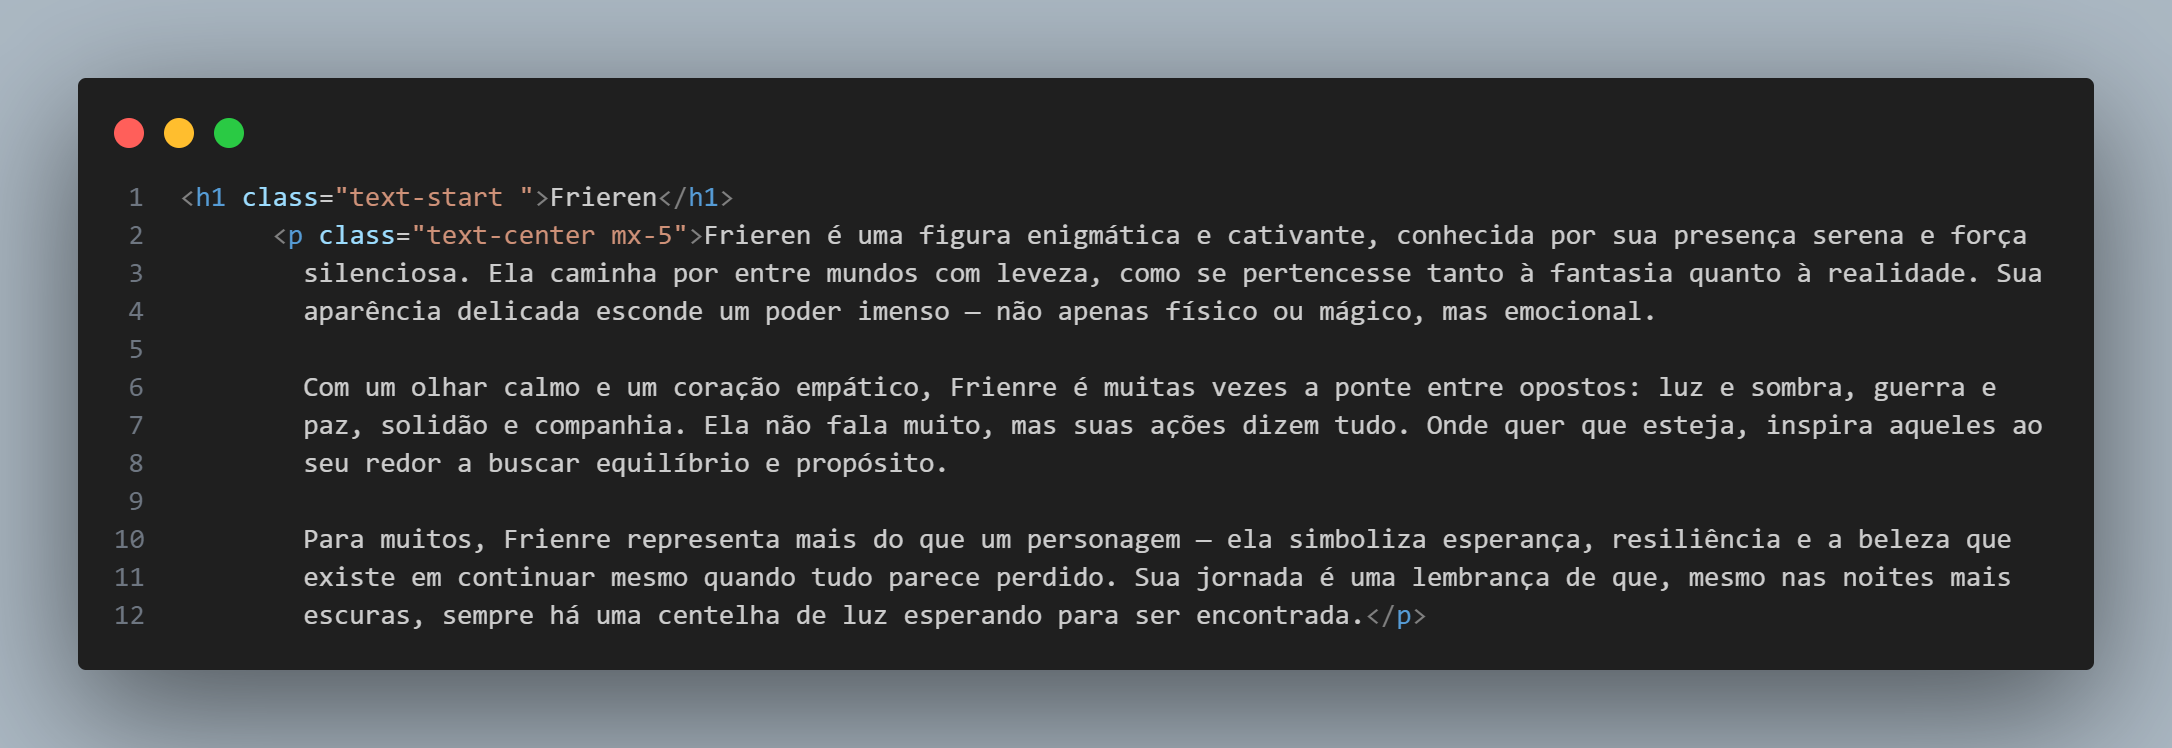 1 <h1 class="text-start ">Frieren</h1>
2 <p class="text-center mx-5">Frieren é uma figura enigmática e cativante, conhecida por sua presença serena e força
3 silenciosa. Ela caminha por entre mundos com leveza, como se pertencesse tanto à fantasia quanto à realidade. Sua
4 aparência delicada esconde um poder imenso — não apenas físico ou mágico, mas emocional.
5
6 Com um olhar calmo e um coração empático, Frienre é muitas vezes a ponte entre opostos: luz e sombra, guerra e
7 paz, solidão e companhia. Ela não fala muito, mas suas ações dizem tudo. Onde quer que esteja, inspira aqueles ao
8 seu redor a buscar equilíbrio e propósito.
9
10 Para muitos, Frienre representa mais do que um personagem — ela simboliza esperança, resiliência e a beleza que
11 existe em continuar mesmo quando tudo parece perdido. Sua jornada é uma lembrança de que, mesmo nas noites mais
12 escuras, sempre há uma centelha de luz esperando para ser encontrada.</p>